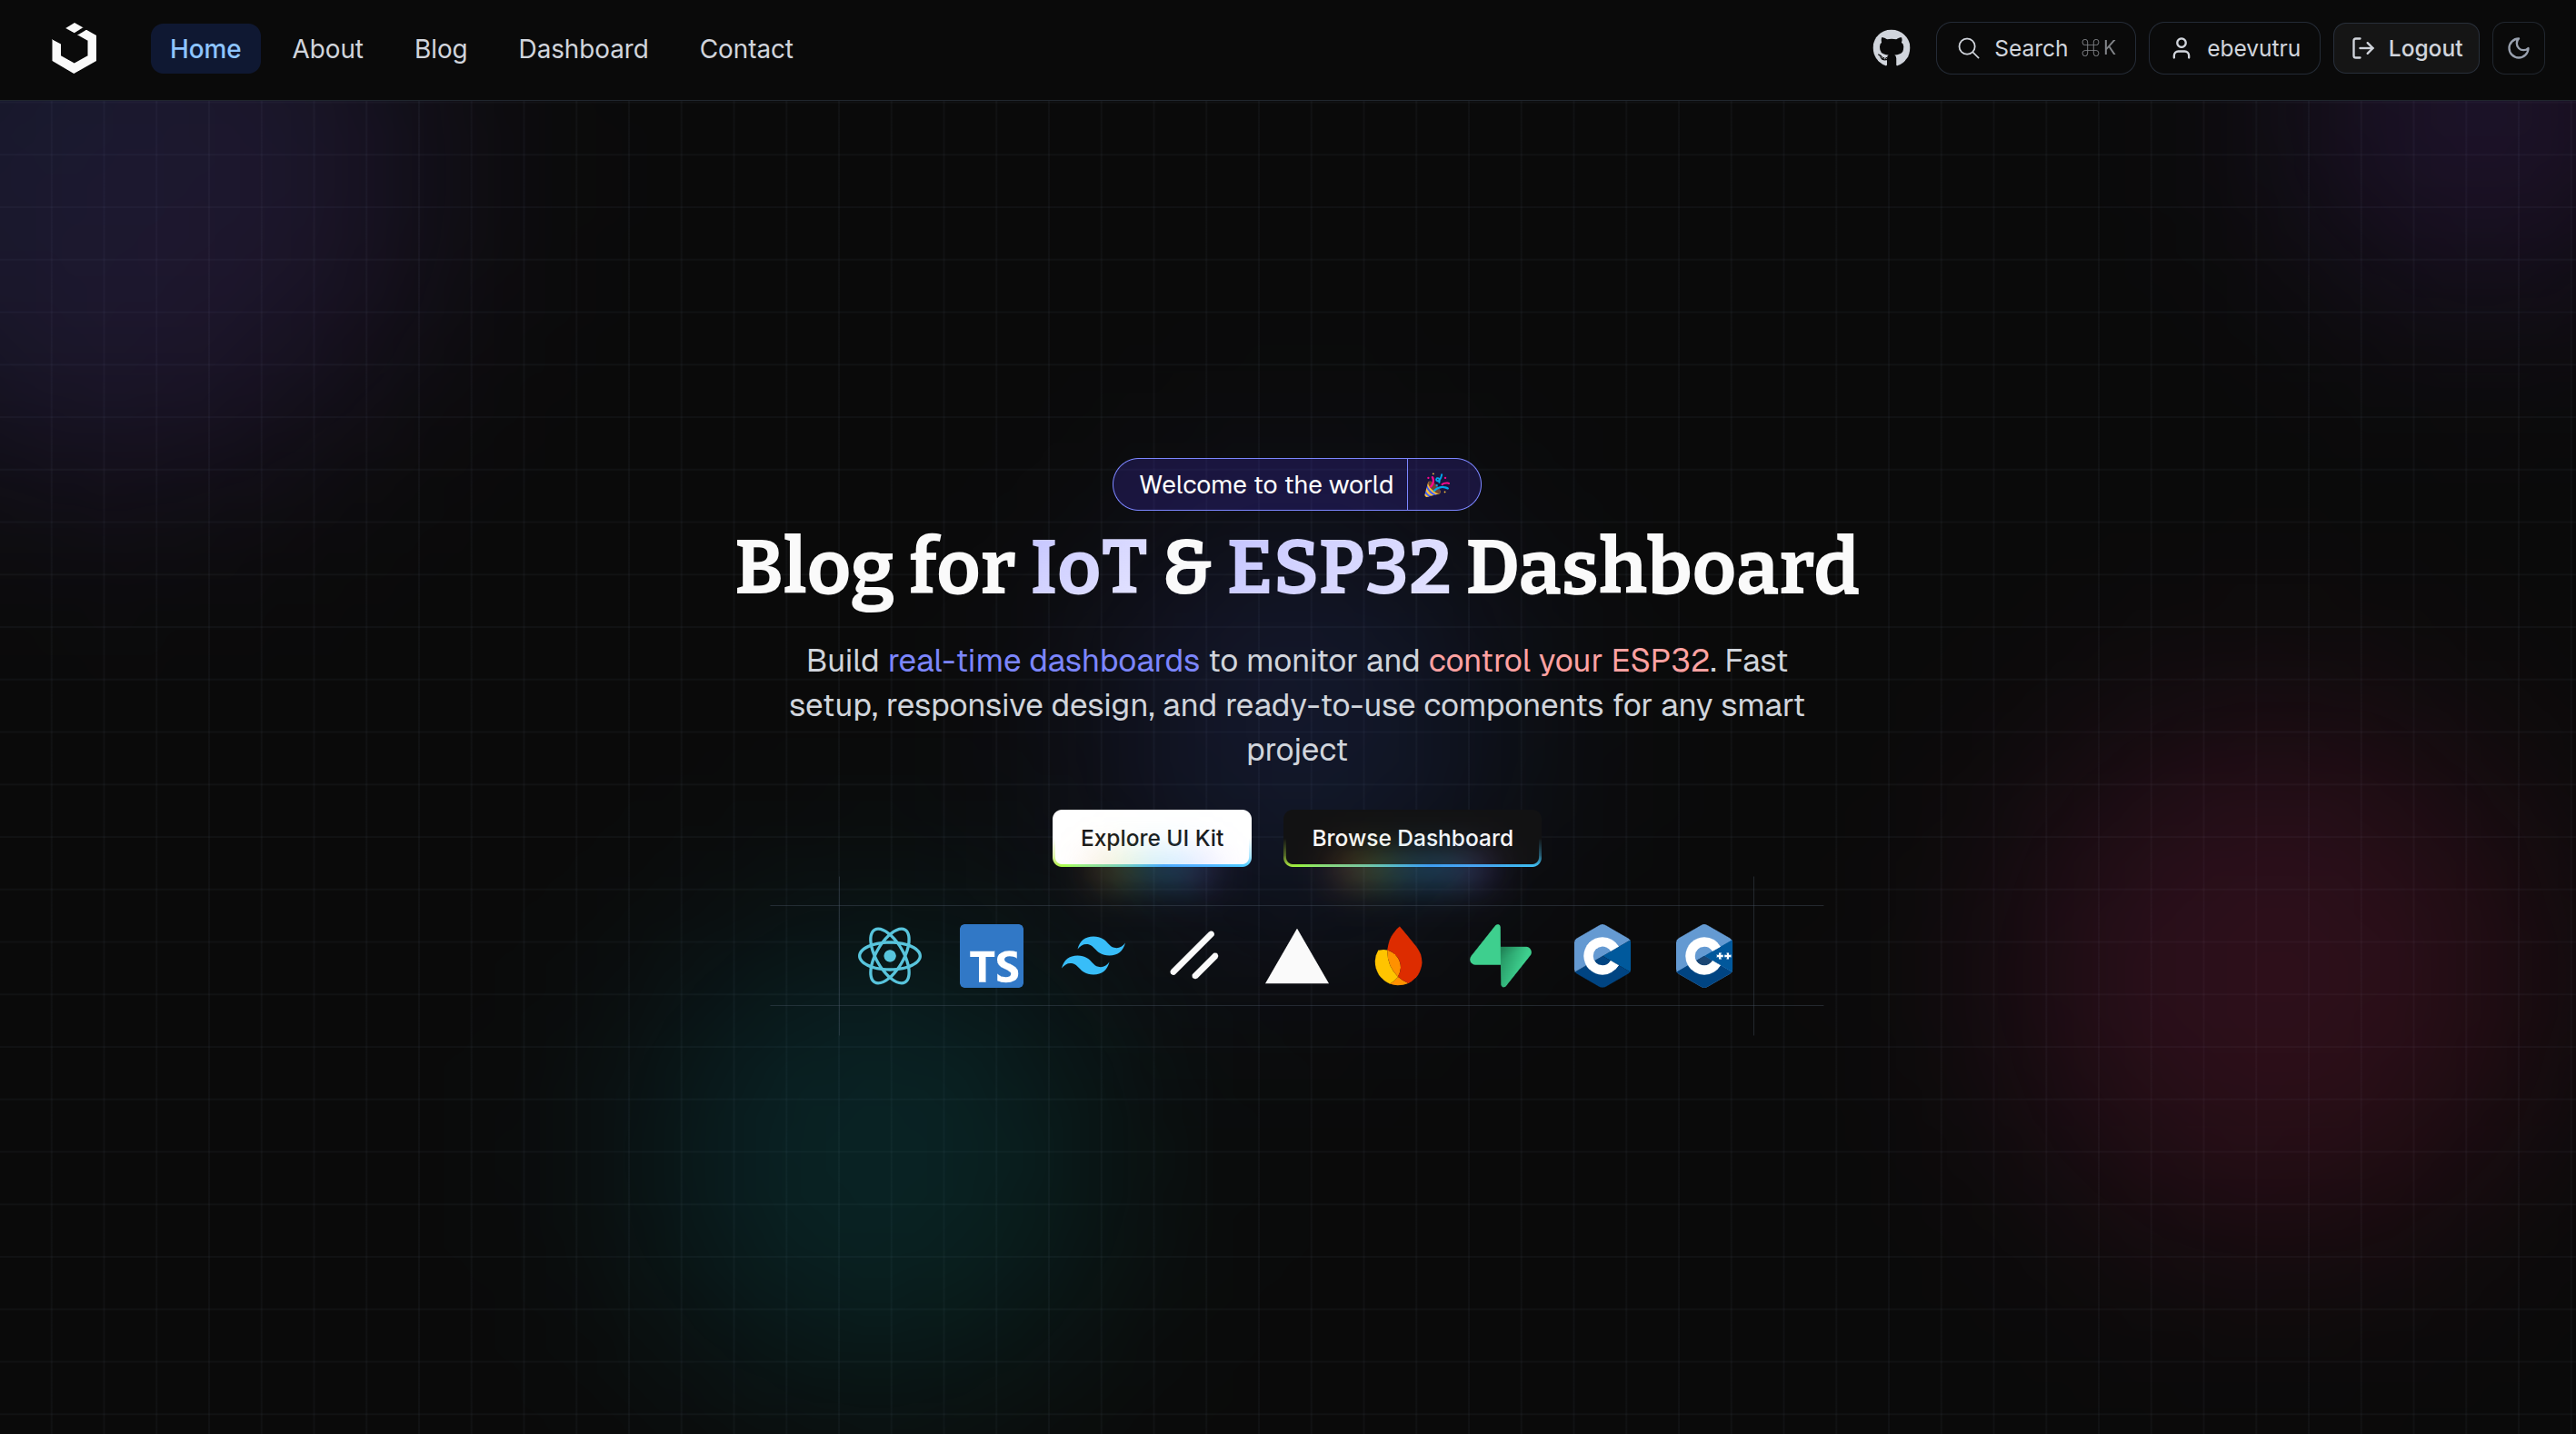 Home About Blog Dashboard Contact Search ⌘K ebevutru Logout
Welcome to the world 🎉
Blog for IoT & ESP32 Dashboard
Build real-time dashboards to monitor and control your ESP32. Fast
setup, responsive design, and ready-to-use components for any smart
project
Explore UI Kit Browse Dashboard
TS C C++